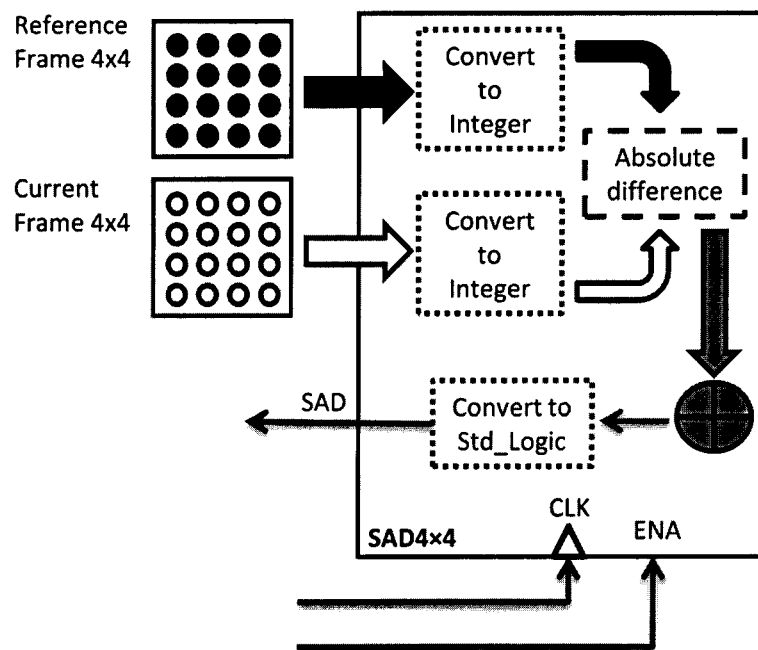 Reference
Frame 4x4
Convert
to
Integer
Absolute
difference
Current
Frame 4x4
Convert
to
Integer
SAD
Convert to
Std_Logic
CLK
ENA
SAD4×4